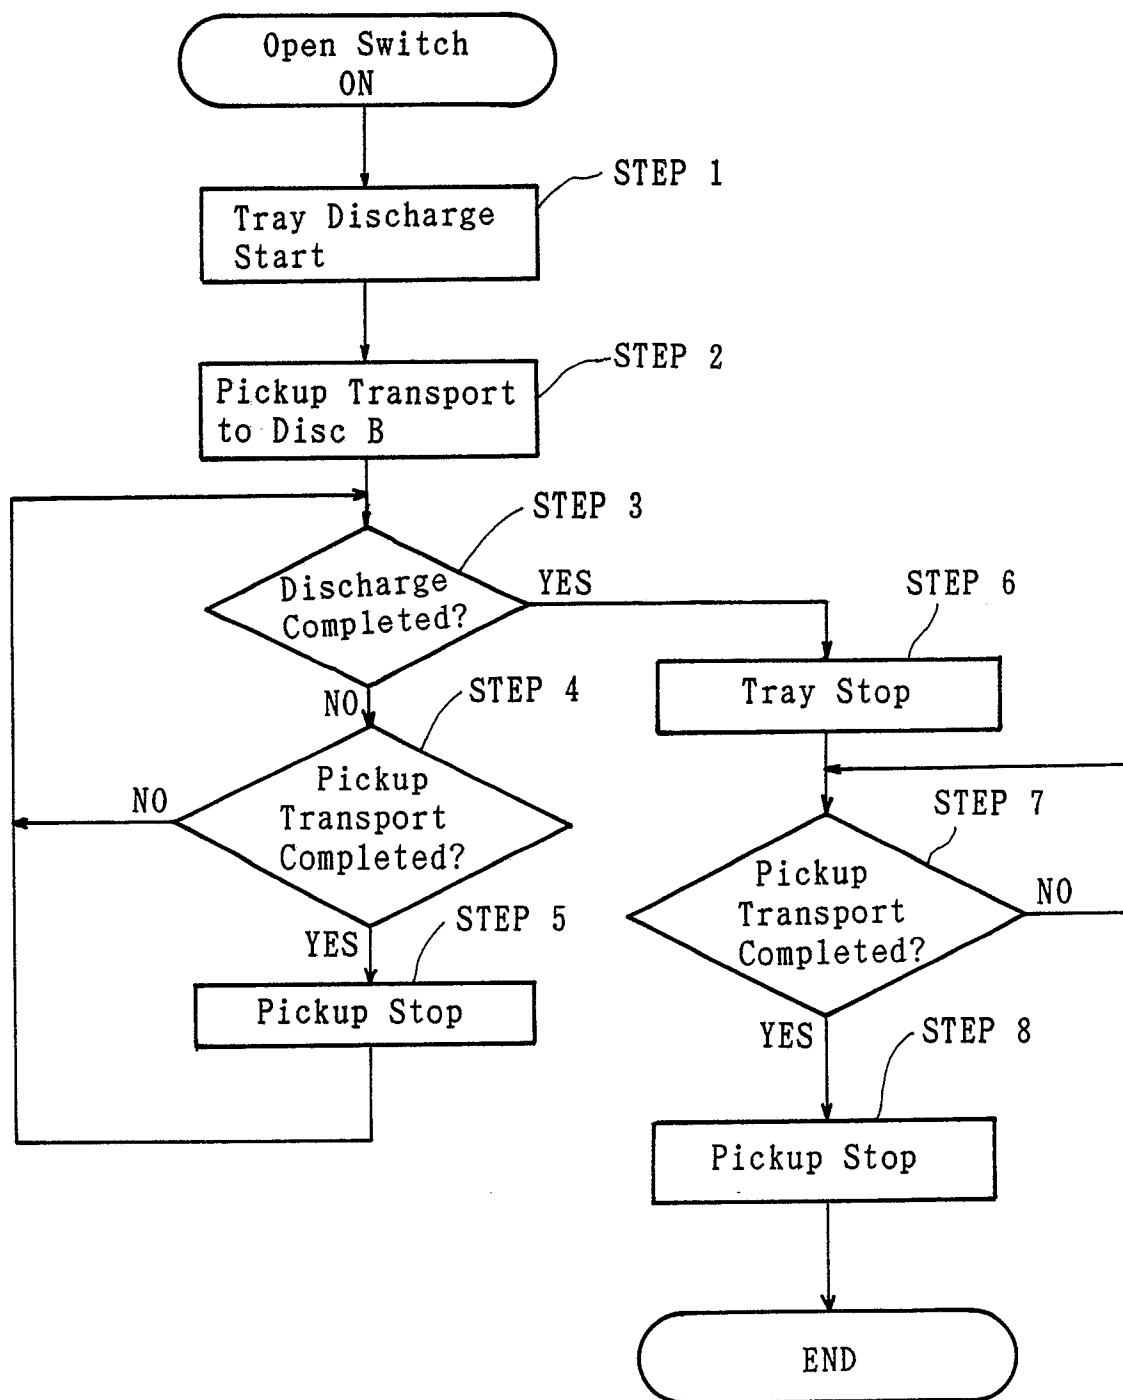 Open Switch
ON
STEP 1
Tray Discharge
Start
STEP 2
Pickup Transport
to Disc B
STEP 3
Discharge
Completed?
YES
NO
STEP 4
Pickup
Transport
Completed?
NO
YES
STEP 5
Pickup Stop
STEP 6
Tray Stop
STEP 7
Pickup
Transport
Completed?
NO
YES
STEP 8
Pickup Stop
END